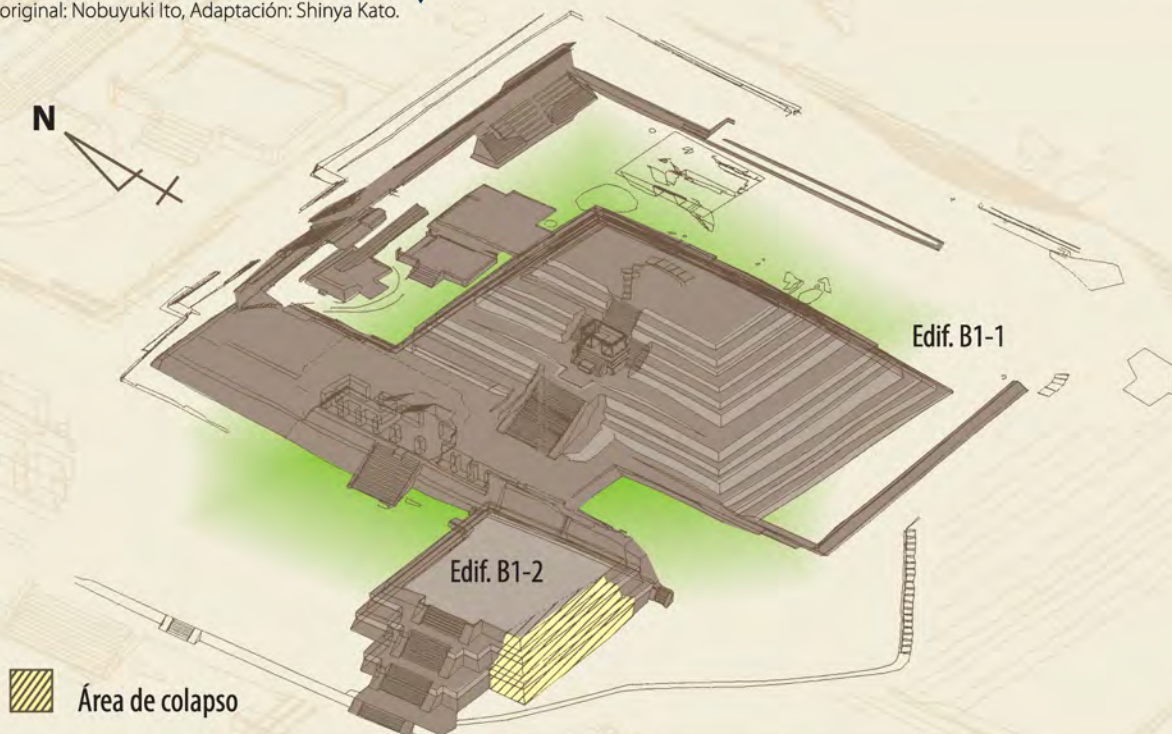 original: Nobuyuki Ito, Adaptación: Shinya Kato.
N
Edif. B1-1
Edif. B1-2
Área de colapso